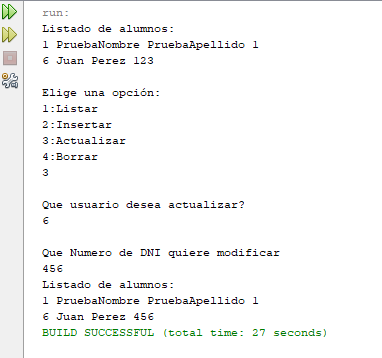 run:
Listado de alumnos:
1 PruebaNombre PruebaApellido 1
6 Juan Perez 123
Elige una opción:
1:Listar
2:Insertar
3:Actualizar
4:Borrar
3
Que usuario desea actualizar?
6
Que Numero de DNI quiere modificar
456
Listado de alumnos:
1 PruebaNombre PruebaApellido 1
6 Juan Perez 456
BUILD SUCCESSFUL (total time: 27 seconds)